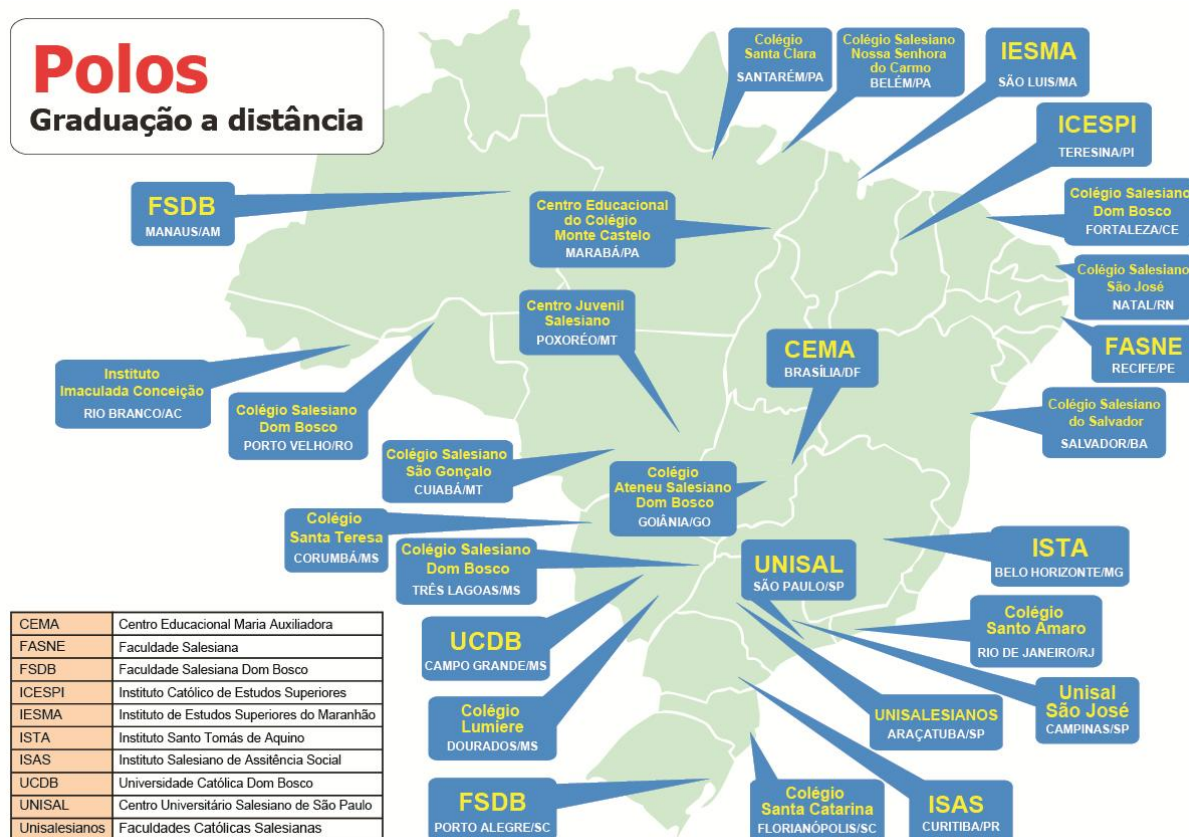 Polos
Graduação a distância
Colégio
Santa Clara
SANTARÉM/PA
Colégio Salesiano
Nossa Senhora
do Carmo
BELÉM/PA
IESMA
SÃO LUIS/MA
ICESPI
TERESINA/PI
FSDB
MANAUS/AM
Centro Educacional
do Colégio
Monte Castelo
MARABÁ/PA
Colégio Salesiano
Dom Bosco
FORTALEZA/CE
Colégio Salesiano
São José
NATAL/RN
Centro Juvenil
Salesiano
POXORÉO/MT
CEMA
BRASÍLIA/DF
FASNE
RECIFE/PE
Instituto
Imaculada Conceição
RIO BRANCO/AC
Colégio Salesiano
Dom Bosco
PORTO VELHO/RO
Colégio Salesiano
do Salvador
SALVADOR/BA
Colégio Salesiano
São Gonçalo
CUIABÁ/MT
Colégio
Ateneu Salesiano
Dom Bosco
GOIÂNIA/GO
Colégio
Santa Teresa
CORUMBÁ/MS
Colégio Salesiano
Dom Bosco
TRÊS LAGOAS/MS
UNISAL
SÃO PAULO/SP
ISTA
BELO HORIZONTE/MG
Colégio
Santo Amaro
RIO DE JANEIRO/RJ
UCDB
CAMPO GRANDE/MS
Unisal
São José
CAMPINAS/SP
Colégio
Lumiere
DOURADOS/MS
UNISALESIANOS
ARAÇATUBA/SP
FSDB
PORTO ALEGRE/SC
Colégio
Santa Catarina
FLORIANÓPOLIS/SC
ISAS
CURITIBA/PR
CEMA Centro Educacional Maria Auxiliadora
FASNE Faculdade Salesiana
FSDB Faculdade Salesiana Dom Bosco
ICESPI Instituto Católico de Estudos Superiores
IESMA Instituto de Estudos Superiores do Maranhão
ISTA Instituto Santo Tomás de Aquino
ISAS Instituto Salesiano de Assitência Social
UCDB Universidade Católica Dom Bosco
UNISAL Centro Universitário Salesiano de São Paulo
Unisalesianos Faculdades Católicas Salesianas